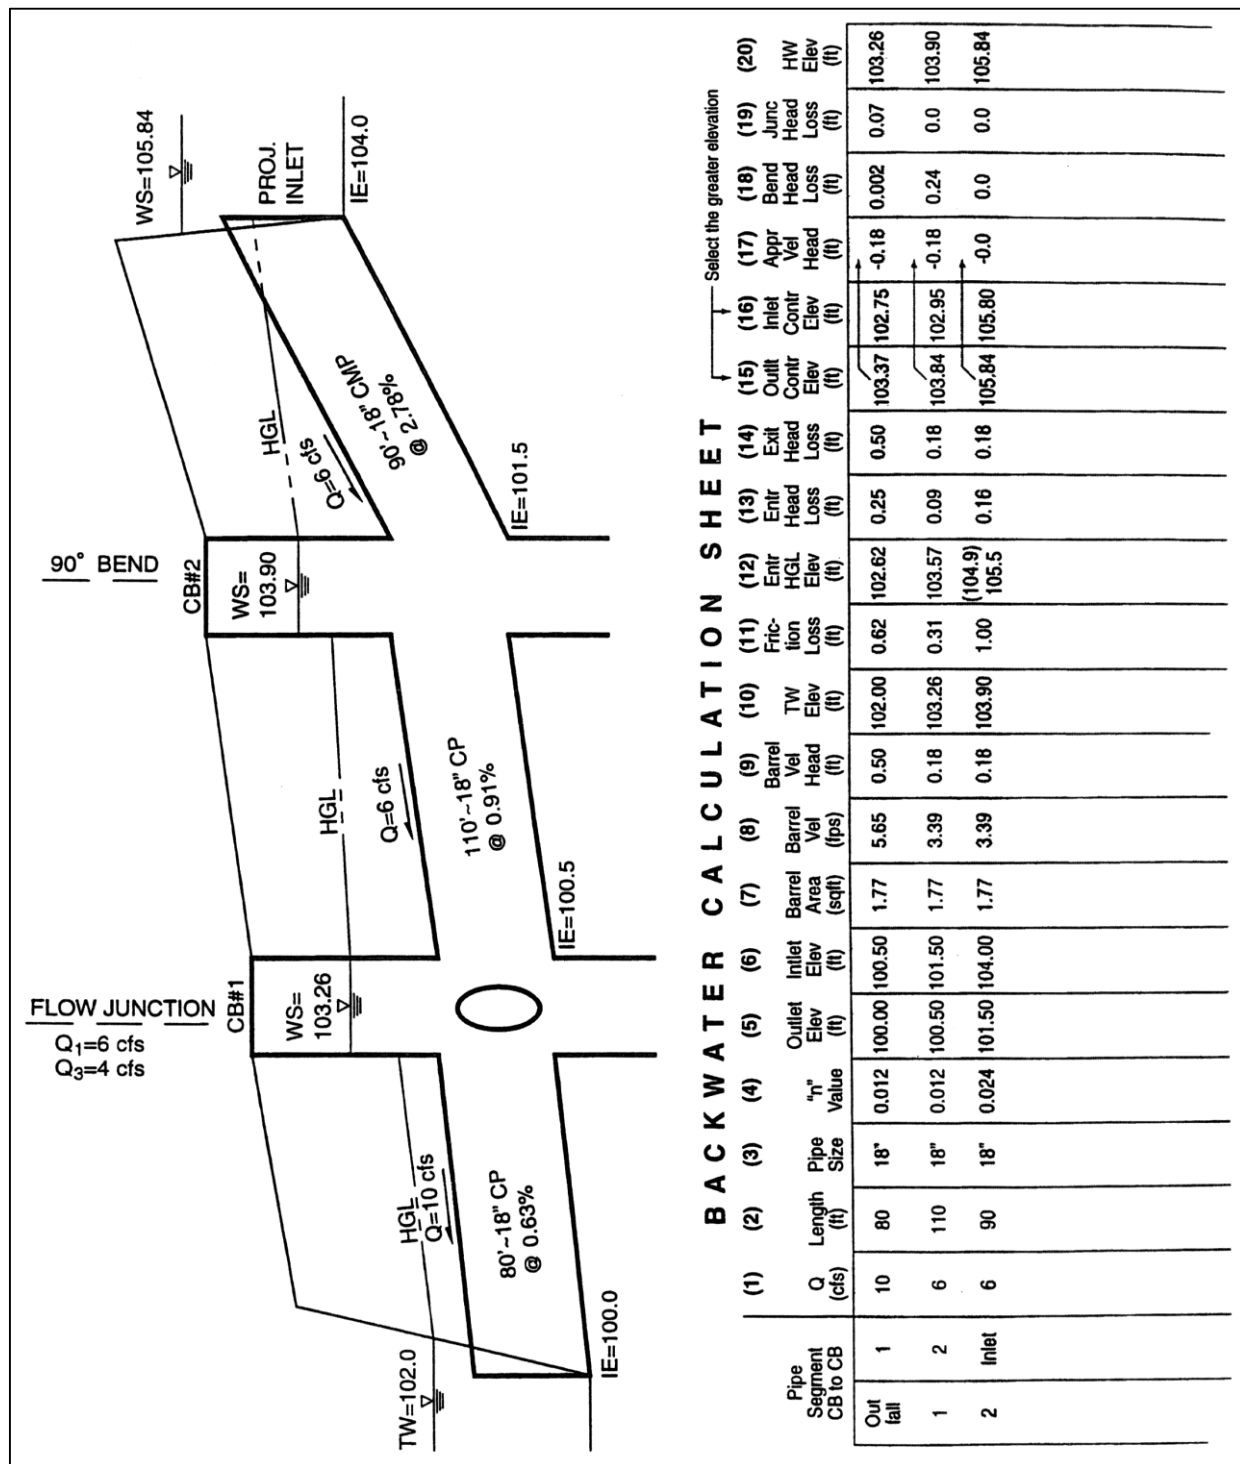 FLOW JUNCTION
Q₁=6 cfs
Q₃=4 cfs
90° BEND
CB#1
WS=
103.26
CB#2
WS=
103.90
WS=105.84
PROJ.
INLET
IE=104.0
HGL
Q=6 cfs
90'~18" CMP
@ 2.78%
IE=101.5
HGL
Q=6 cfs
110'~18" CP
@ 0.91%
IE=100.5
HGL
Q=10 cfs
80'~18" CP
@ 0.63%
TW=102.0
IE=100.0
BACKWATER CALCULATION SHEET
Select the greater elevation
(1) (2) (3) (4) (5) (6) (7) (8) (9) (10) (11) (12) (13) (14) (15) (16) (17) (18) (19) (20)
Pipe Outlet Intlet Barrel Barrel Barrel TW Fric- Entr Entr Exit Outlt Inlet Appr Bend Junc HW
Segment Q Length Pipe "n" Elev Elev Area Vel Vel Elev tion HGL Head Head Contr Contr Vel Head Head Elev
CB to CB (cfs) (ft) Size Value (ft) (ft) (sqft) (fps) Head (ft) Loss Elev Loss Loss Elev Elev Head Loss Loss (ft)
(ft) (ft) (ft) (ft) (ft) (ft) (ft) (ft) (ft) (ft)
Out
fall 1 10 80 18" 0.012 100.00 100.50 1.77 5.65 0.50 102.00 0.62 102.62 0.25 0.50 103.37 102.75 -0.18 0.002 0.07 103.26
1 2 6 110 18" 0.012 100.50 101.50 1.77 3.39 0.18 103.26 0.31 103.57 0.09 0.18 103.84 102.95 -0.18 0.24 0.0 103.90
2 Inlet 6 90 18" 0.024 101.50 104.00 1.77 3.39 0.18 103.90 1.00 (104.9) 0.16 0.18 105.84 105.80 -0.0 0.0 0.0 105.84
105.5